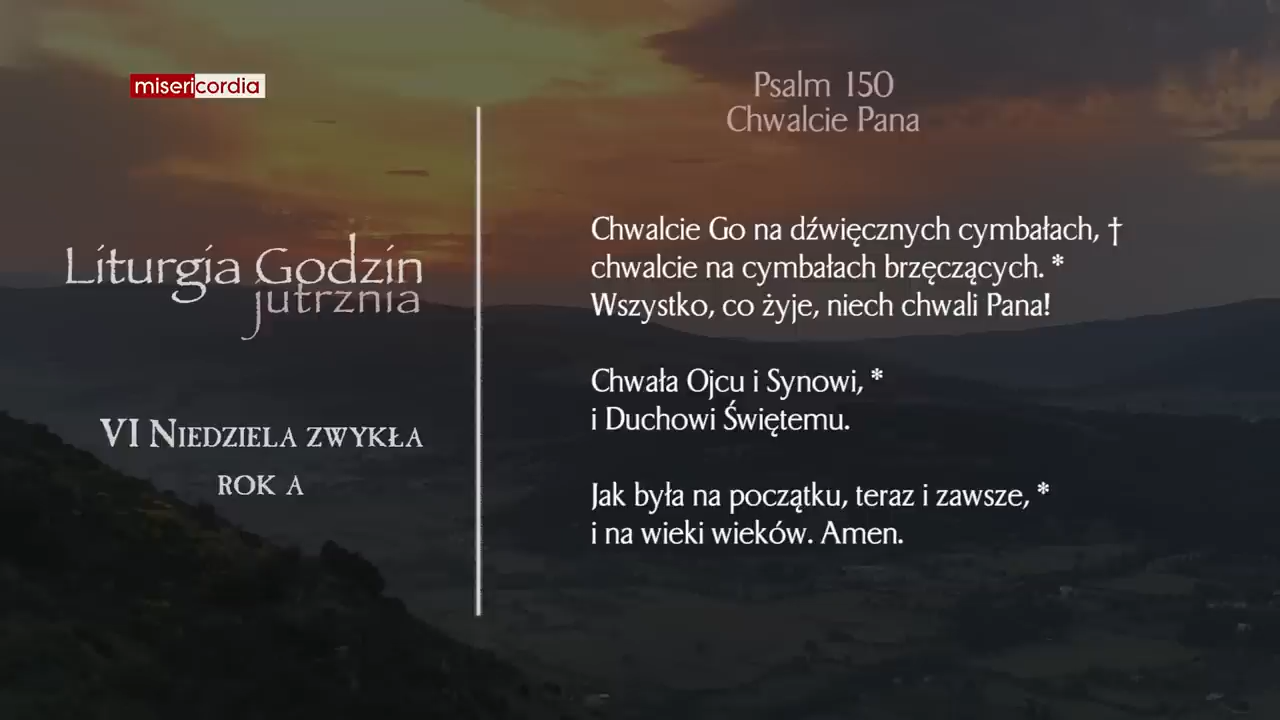 misericordia
Liturgia Godzin
jutrznia
VI Niedziela zwykła
rok A
Psalm 150
Chwalcie Pana
Chwalcie Go na dźwięcznych cymbałach, †
chwalcie na cymbałach brzęczących. *
Wszystko, co żyje, niech chwali Pana!
Chwała Ojcu i Synowi, *
i Duchowi Świętemu.
Jak była na początku, teraz i zawsze, *
i na wieki wieków. Amen.